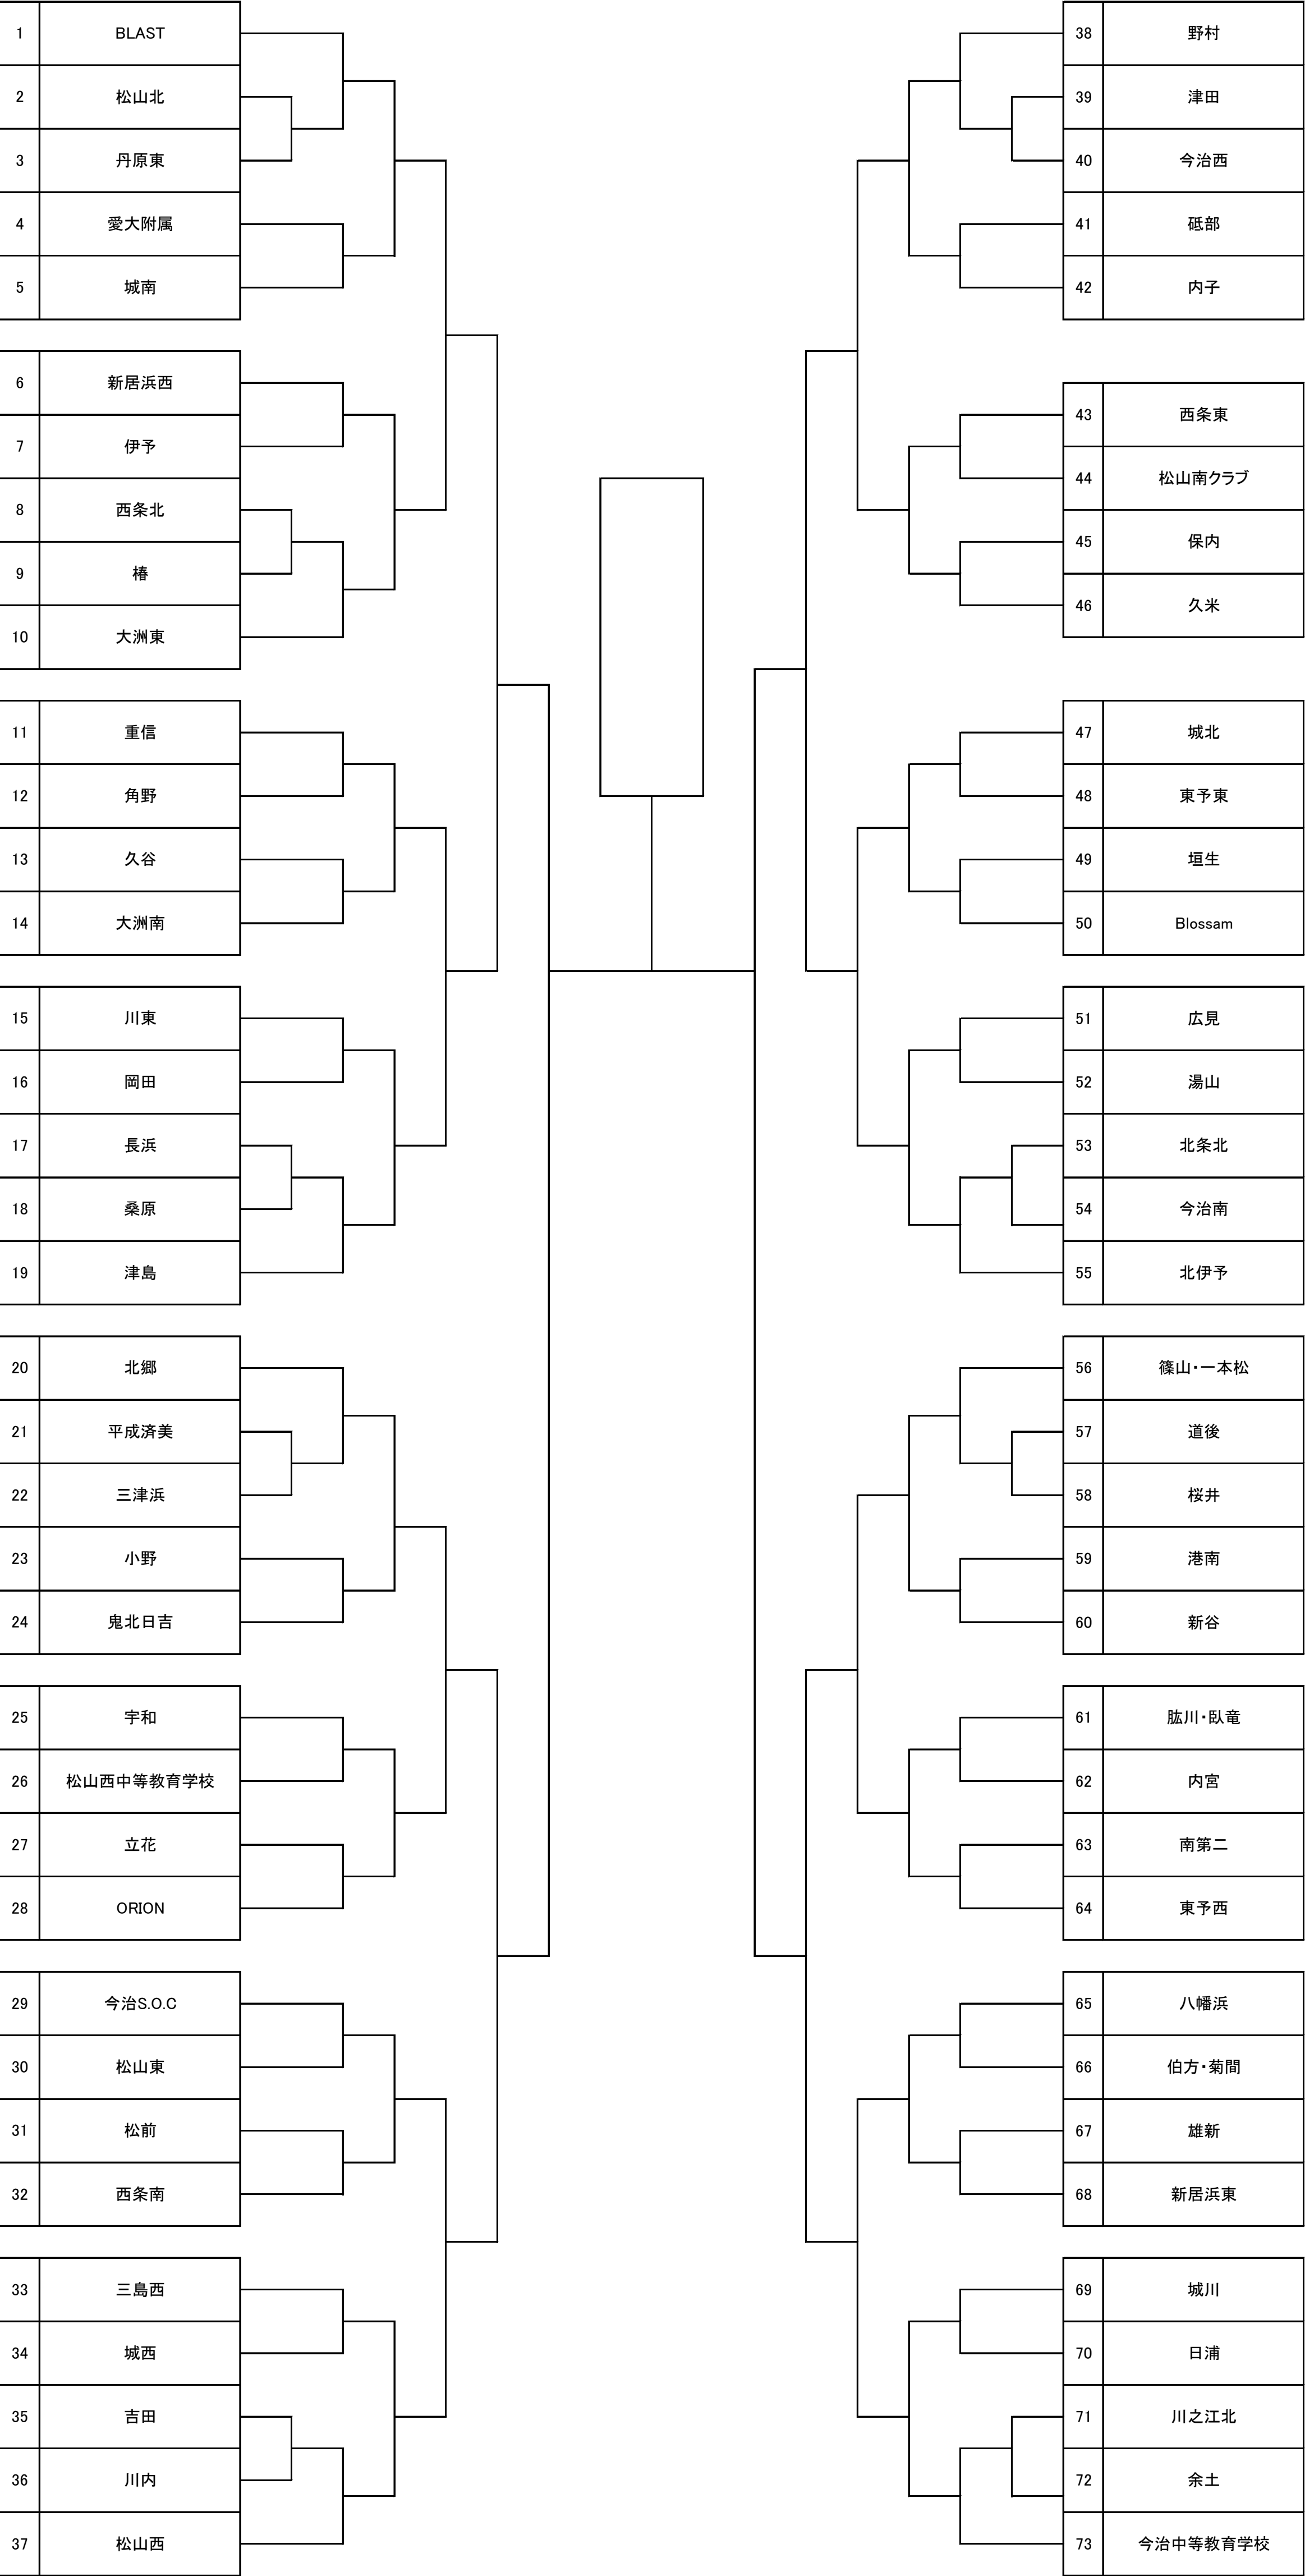 1 BLAST
2 松山北
3 丹原東
4 愛大附属
5 城南
6 新居浜西
7 伊予
8 西条北
9 椿
10 大洲東
11 重信
12 角野
13 久谷
14 大洲南
15 川東
16 岡田
17 長浜
18 桑原
19 津島
20 北郷
21 平成済美
22 三津浜
23 小野
24 鬼北日吉
25 宇和
26 松山西中等教育学校
27 立花
28 ORION
29 今治S.O.C
30 松山東
31 松前
32 西条南
33 三島西
34 城西
35 吉田
36 川内
37 松山西
38 野村
39 津田
40 今治西
41 砥部
42 内子
43 西条東
44 松山南クラブ
45 保内
46 久米
47 城北
48 東予東
49 垣生
50 Blossam
51 広見
52 湯山
53 北条北
54 今治南
55 北伊予
56 篠山・一本松
57 道後
58 桜井
59 港南
60 新谷
61 肱川・臥竜
62 内宮
63 南第二
64 東予西
65 八幡浜
66 伯方・菊間
67 雄新
68 新居浜東
69 城川
70 日浦
71 川之江北
72 余土
73 今治中等教育学校